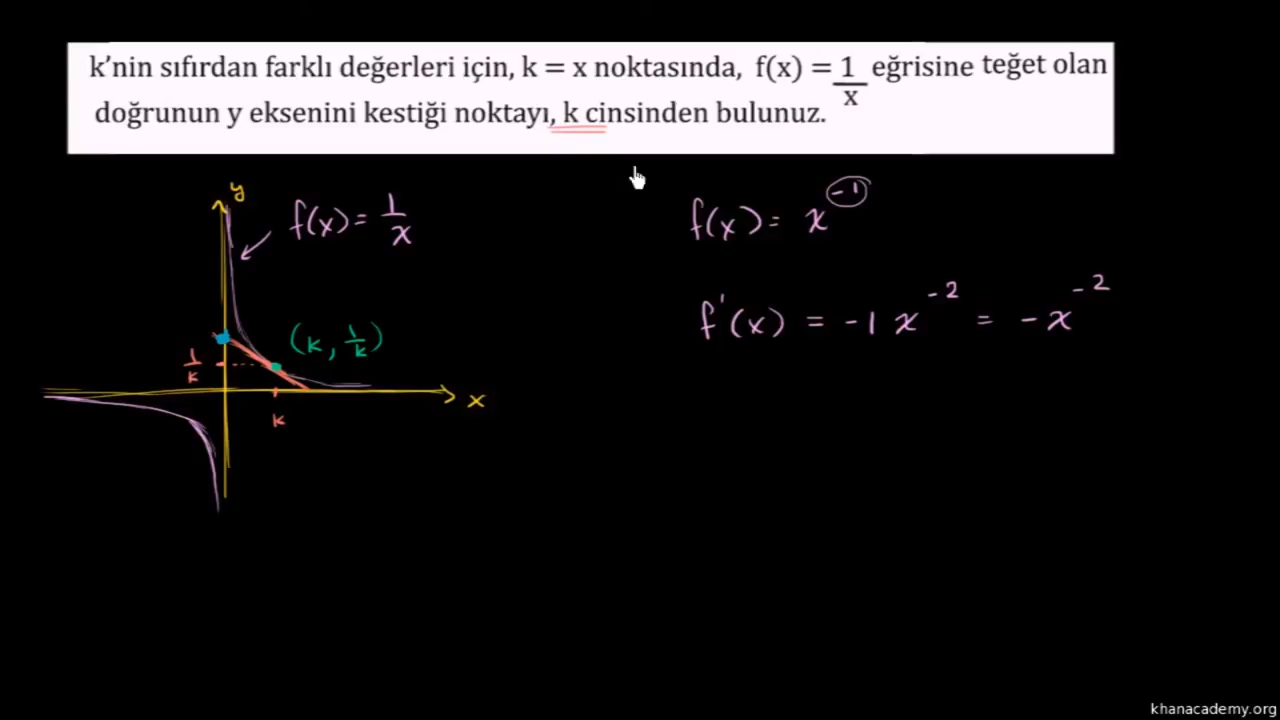 k'nin sıfırdan farklı değerleri için, k = x noktasında, f(x) = 1/x eğrisine teğet olan
doğrunun y eksenini kestiği noktayı, k cinsinden bulunuz.
y
f(x) = 1/x
f(x) = x^-1
f'(x) = -1 x^-2 = -x^-2
(k, 1/k)
1/k
x
k
khanacademy.org